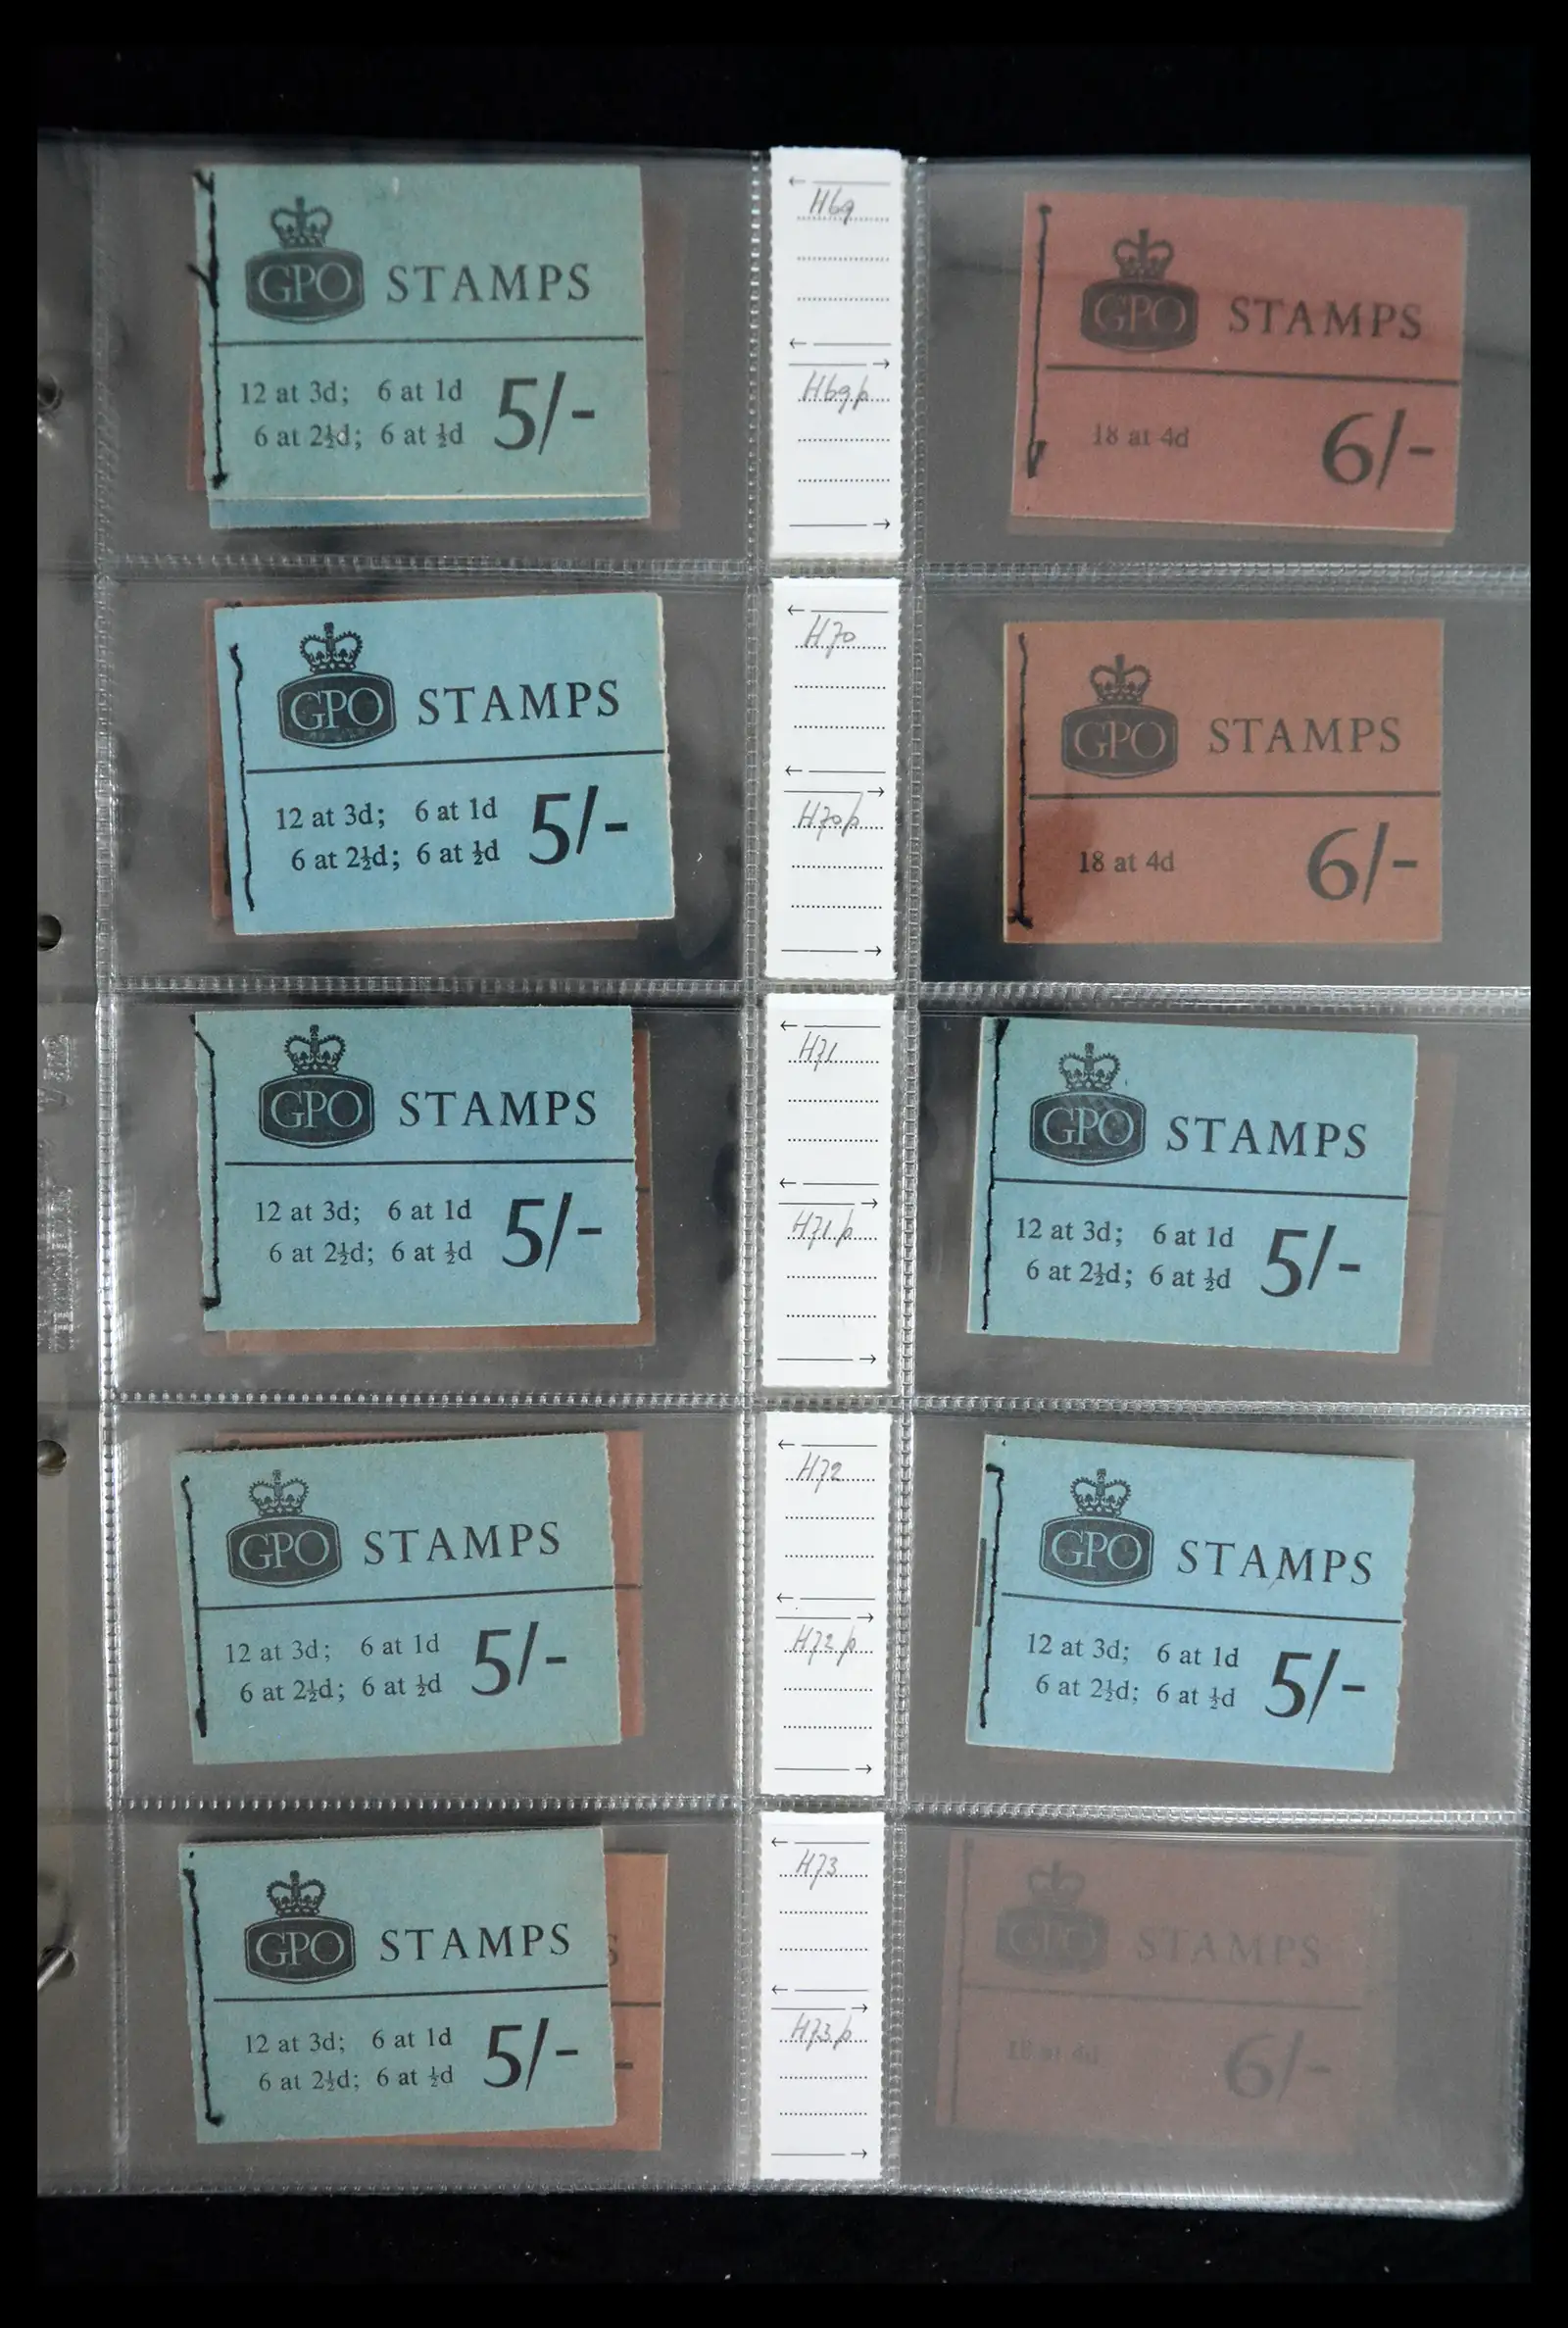 GPO STAMPS
12 at 3d; 6 at 1d
6 at 2½d; 6 at ½d 5/-
H69
H69p
GPO STAMPS
18 at 4d 6/-
GPO STAMPS
12 at 3d; 6 at 1d
6 at 2½d; 6 at ½d 5/-
H70
H70p
GPO STAMPS
18 at 4d 6/-
GPO STAMPS
12 at 3d; 6 at 1d
6 at 2½d; 6 at ½d 5/-
H71
H71p
GPO STAMPS
12 at 3d; 6 at 1d
6 at 2½d; 6 at ½d 5/-
GPO STAMPS
12 at 3d; 6 at 1d
6 at 2½d; 6 at ½d 5/-
H72
H72p
GPO STAMPS
12 at 3d; 6 at 1d
6 at 2½d; 6 at ½d 5/-
GPO STAMPS
12 at 3d; 6 at 1d
6 at 2½d; 6 at ½d 5/-
S
-
H73
H73p
GPO STAMPS
18 at 4d 6/-